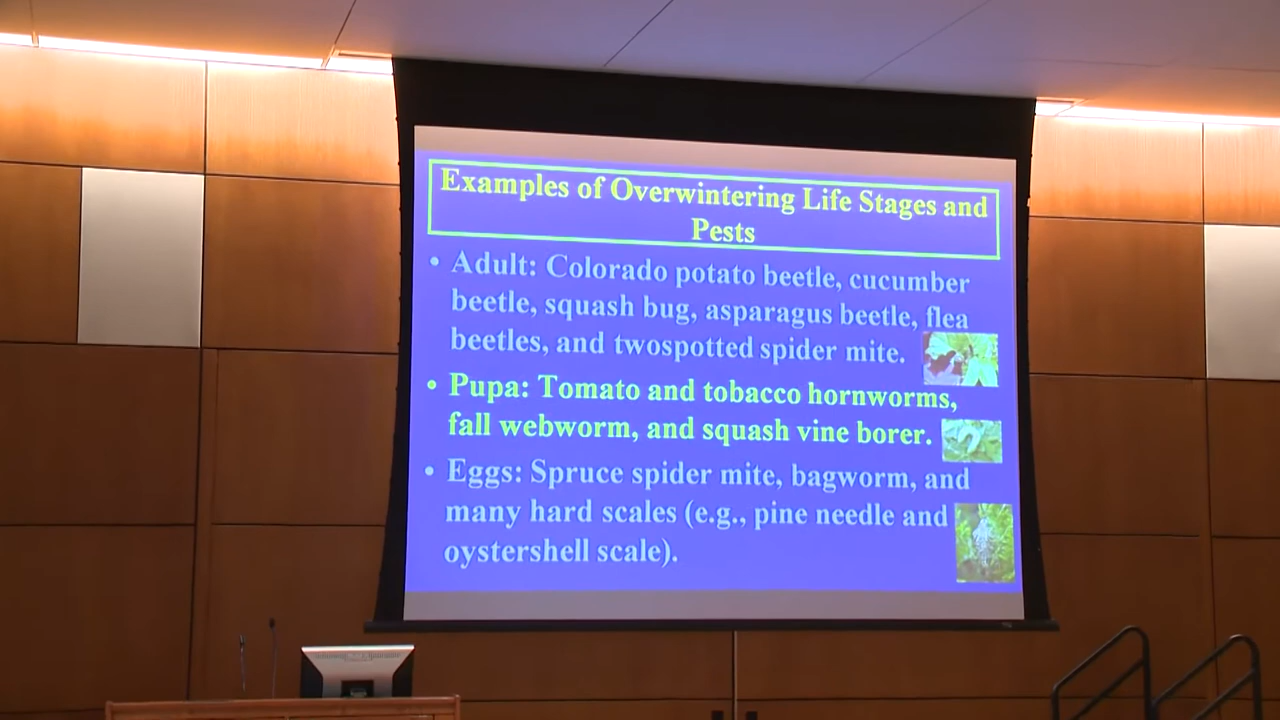 Examples of Overwintering Life Stages and
Pests
• Adult: Colorado potato beetle, cucumber
beetle, squash bug, asparagus beetle, flea
beetles, and twospotted spider mite.
• Pupa: Tomato and tobacco hornworms,
fall webworm, and squash vine borer.
• Eggs: Spruce spider mite, bagworm, and
many hard scales (e.g., pine needle and
oystershell scale).